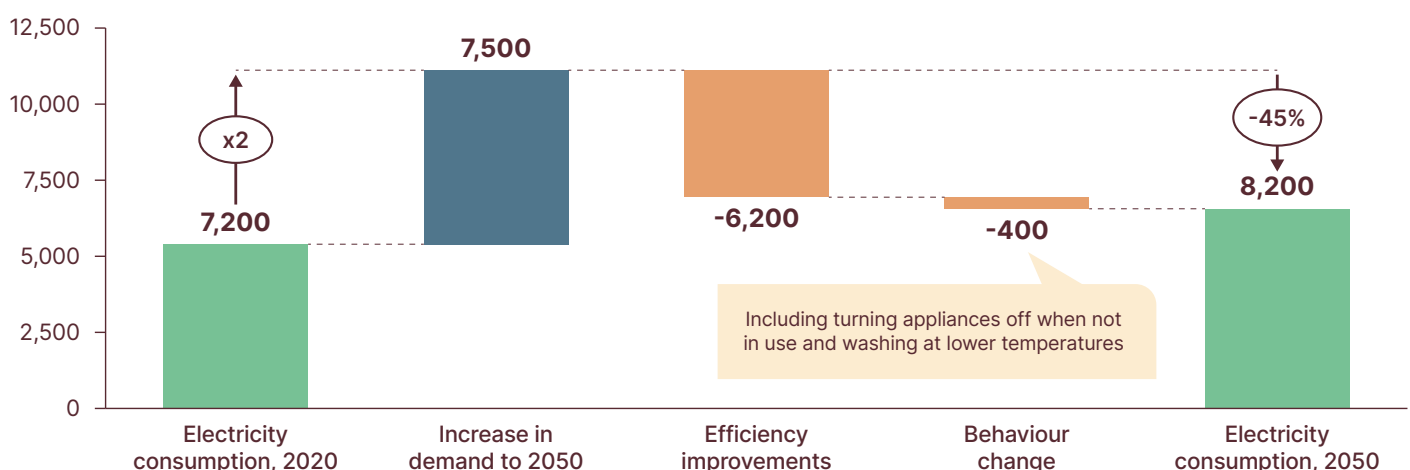 12,500
10,000
7,500
5,000
2,500
0
x2
7,200
7,500
-6,200
-400
-45%
8,200
Including turning appliances off when not
in use and washing at lower temperatures
Electricity
consumption, 2020
Increase in
demand to 2050
Efficiency
improvements
Behaviour
change
Electricity
consumption, 2050